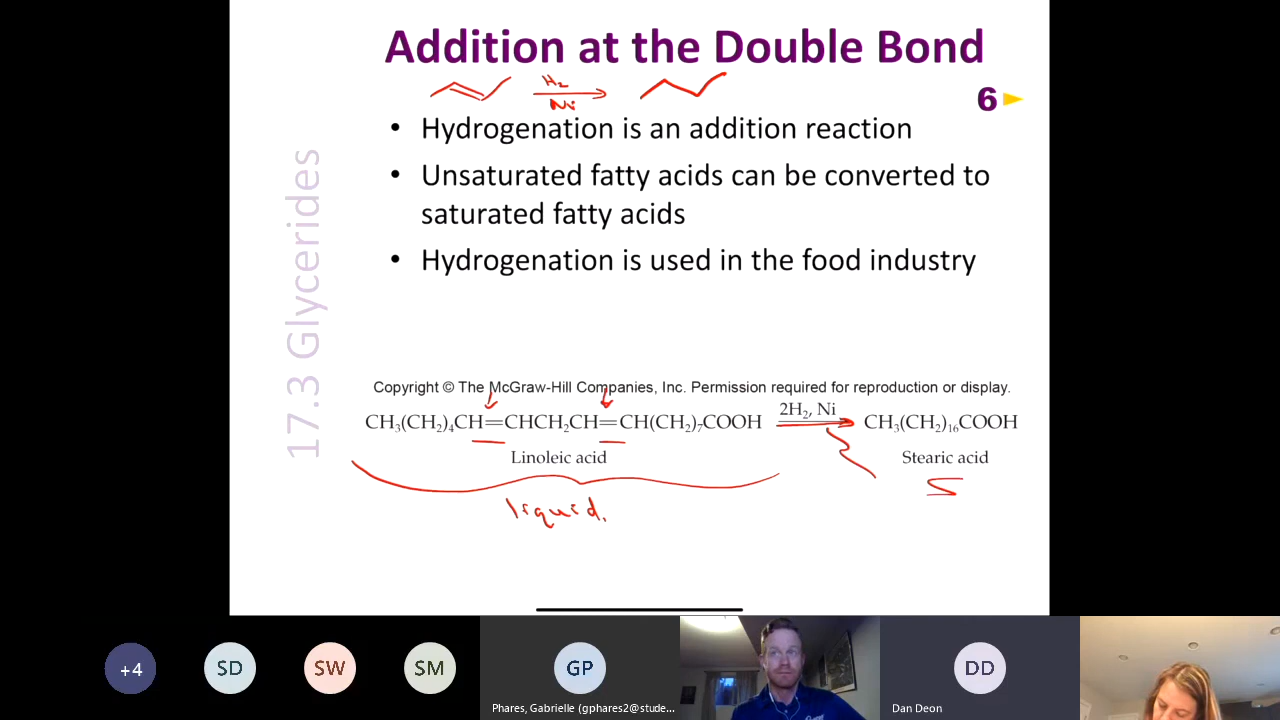 Addition at the Double Bond
H₂
Ni
6
• Hydrogenation is an addition reaction
• Unsaturated fatty acids can be converted to
saturated fatty acids
• Hydrogenation is used in the food industry
17.3 Glycerides
Copyright © The McGraw-Hill Companies, Inc. Permission required for reproduction or display.
CH₃(CH₂)₄CH=CHCH₂CH=CH(CH₂)₇COOH 2H₂, Ni CH₃(CH₂)₁₆COOH
Linoleic acid Stearic acid
liquid.
+4 SD SW SM GP DD
Phares, Gabrielle (gphares2@stude... Dan Deon